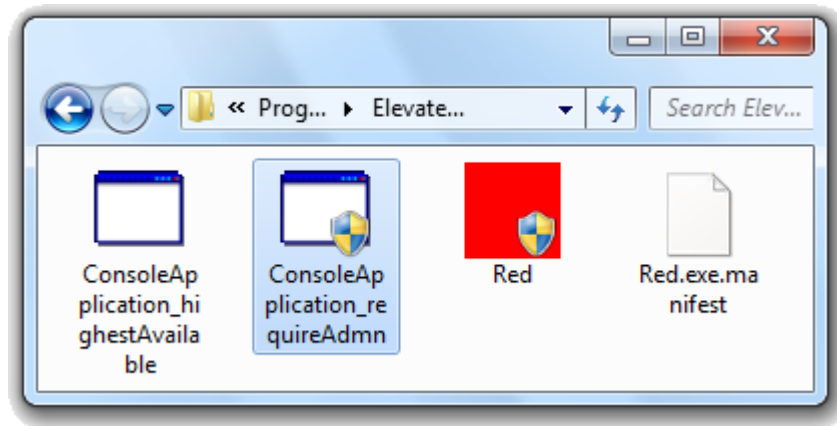 « Prog... ▸ Elevate...
Search Elev...
ConsoleAp
plication_hi
ghestAvaila
ble
ConsoleAp
plication_re
quireAdmn
Red
Red.exe.ma
nifest